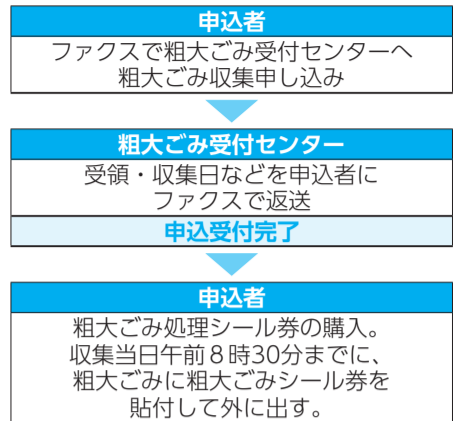 申込者
ファクスで粗大ごみ受付センターへ
粗大ごみ収集申し込み
粗大ごみ受付センター
受領・収集日などを申込者に
ファクスで返送
申込受付完了
申込者
粗大ごみ処理シール券の購入。
収集当日午前8時30分までに、
粗大ごみに粗大ごみシール券を
貼付して外に出す。